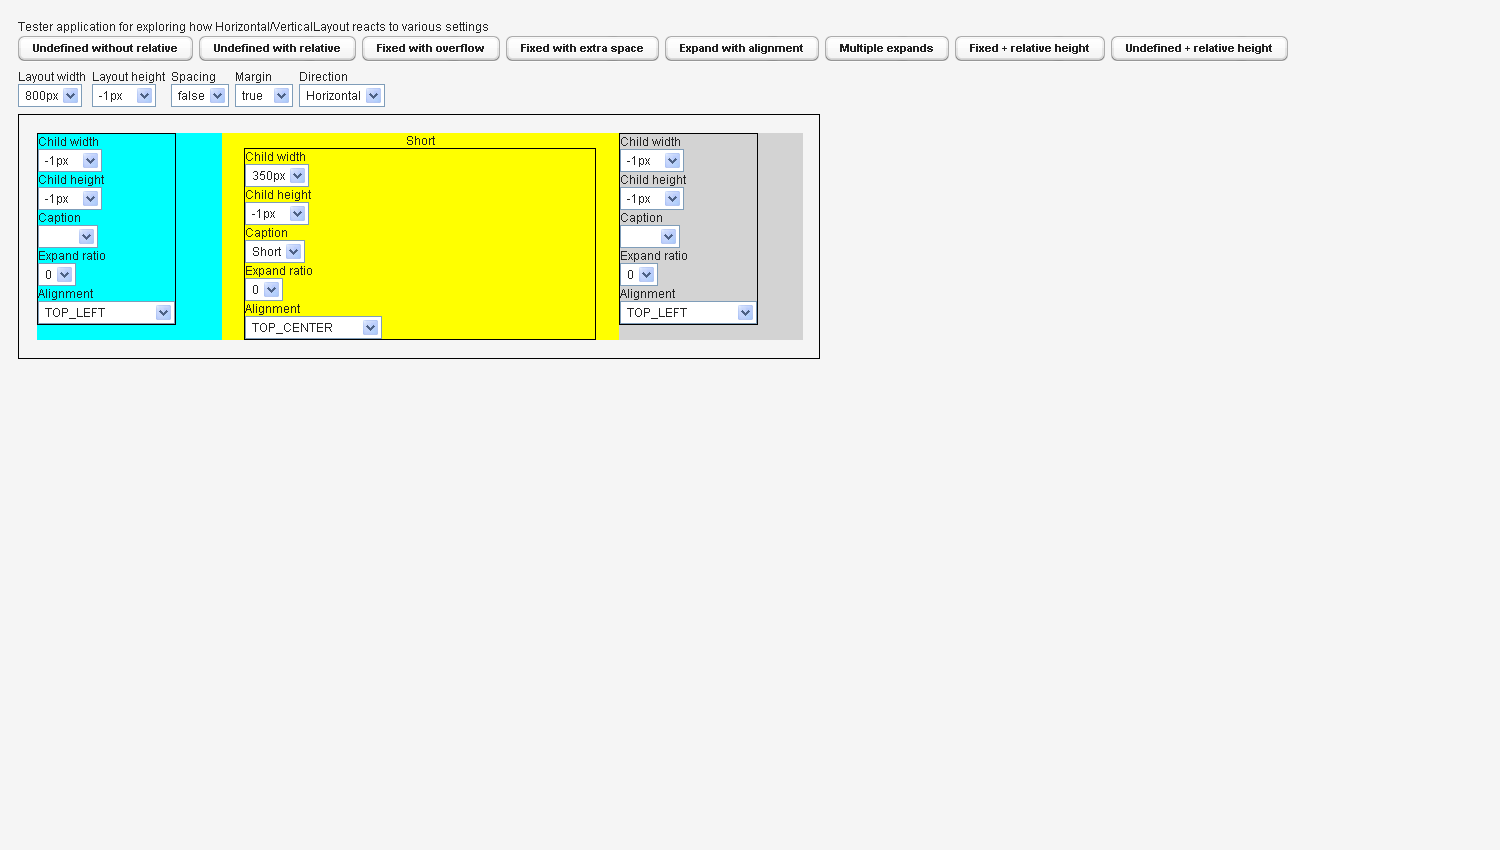 Tester application for exploring how Horizontal/VerticalLayout reacts to various settings
Undefined without relative Undefined with relative Fixed with overflow Fixed with extra space Expand with alignment Multiple expands Fixed + relative height Undefined + relative height
Layout width Layout height Spacing Margin Direction
800px -1px false true Horizontal
Child width
-1px
Child height
-1px
Caption
Expand ratio
0
Alignment
TOP_LEFT
Short
Child width
350px
Child height
-1px
Caption
Short
Expand ratio
0
Alignment
TOP_CENTER
Child width
-1px
Child height
-1px
Caption
Expand ratio
0
Alignment
TOP_LEFT